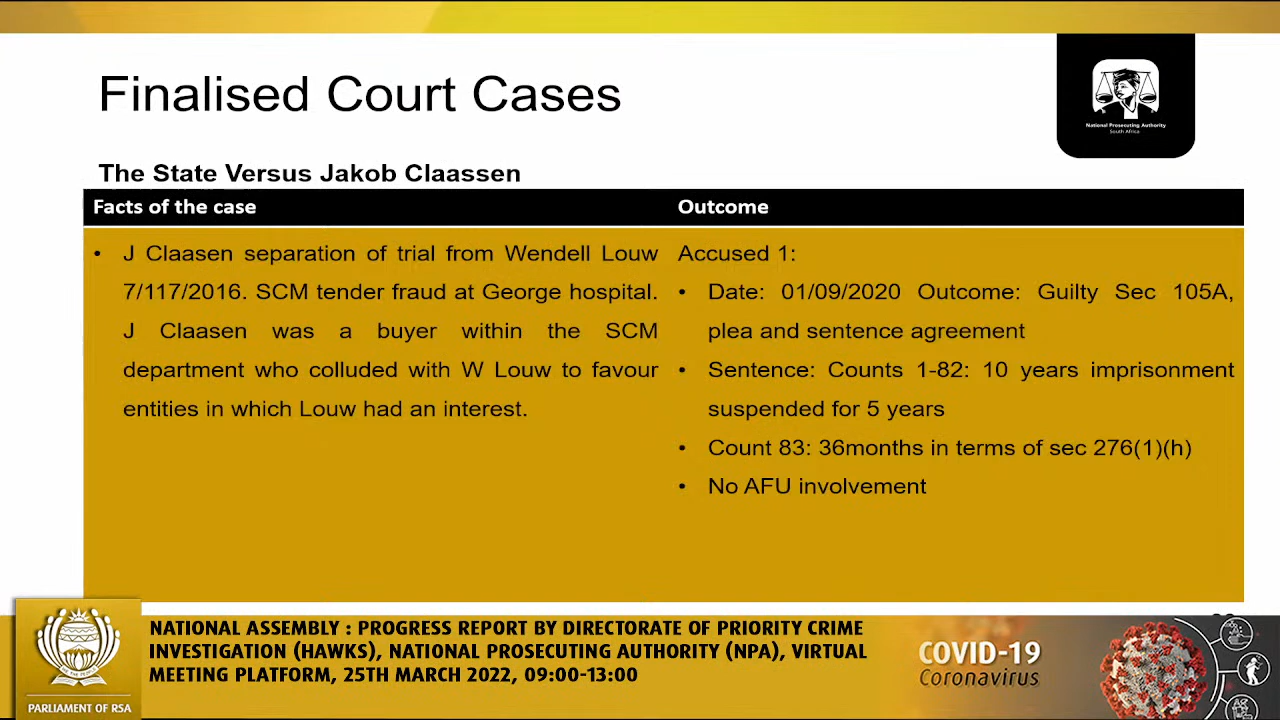 Finalised Court Cases
National Prosecuting Authority
South Africa
The State Versus Jakob Claassen
Facts of the case
Outcome
• J Claasen separation of trial from Wendell Louw
7/117/2016. SCM tender fraud at George hospital.
J Claasen was a buyer within the SCM
department who colluded with W Louw to favour
entities in which Louw had an interest.
Accused 1:
• Date: 01/09/2020 Outcome: Guilty Sec 105A,
plea and sentence agreement
• Sentence: Counts 1-82: 10 years imprisonment
suspended for 5 years
• Count 83: 36months in terms of sec 276(1)(h)
• No AFU involvement
PARLIAMENT OF RSA
NATIONAL ASSEMBLY : PROGRESS REPORT BY DIRECTORATE OF PRIORITY CRIME
INVESTIGATION (HAWKS), NATIONAL PROSECUTING AUTHORITY (NPA), VIRTUAL
MEETING PLATFORM, 25TH MARCH 2022, 09:00-13:00
COVID-19
Coronavirus